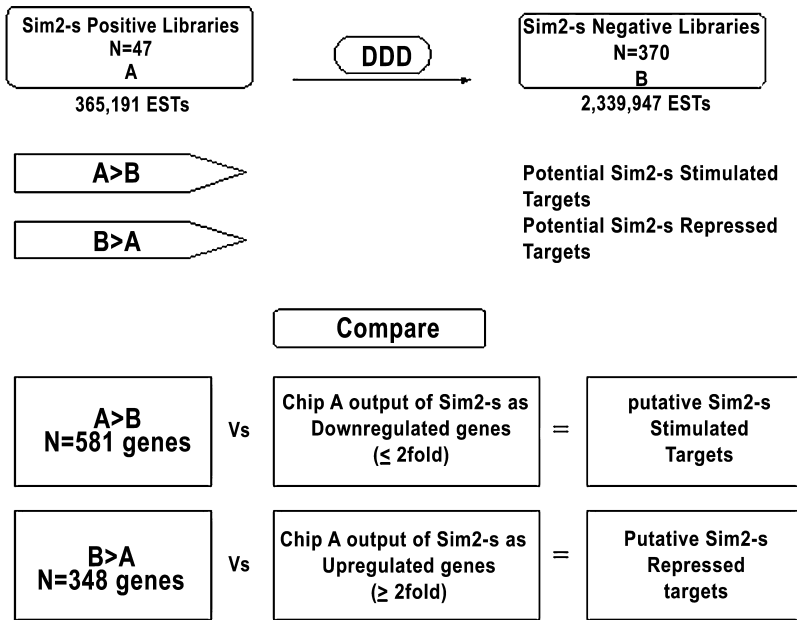 Sim2-s Positive Libraries
N=47
A
365,191 ESTs
DDD
Sim2-s Negative Libraries
N=370
B
2,339,947 ESTs
A>B
Potential Sim2-s Stimulated
Targets
B>A
Potential Sim2-s Repressed
Targets
Compare
A>B
N=581 genes
Vs
Chip A output of Sim2-s as
Downregulated genes
(≤ 2fold)
=
putative Sim2-s
Stimulated
Targets
B>A
N=348 genes
Vs
Chip A output of Sim2-s as
Upregulated genes
(≥ 2fold)
=
Putative Sim2-s
Repressed
targets